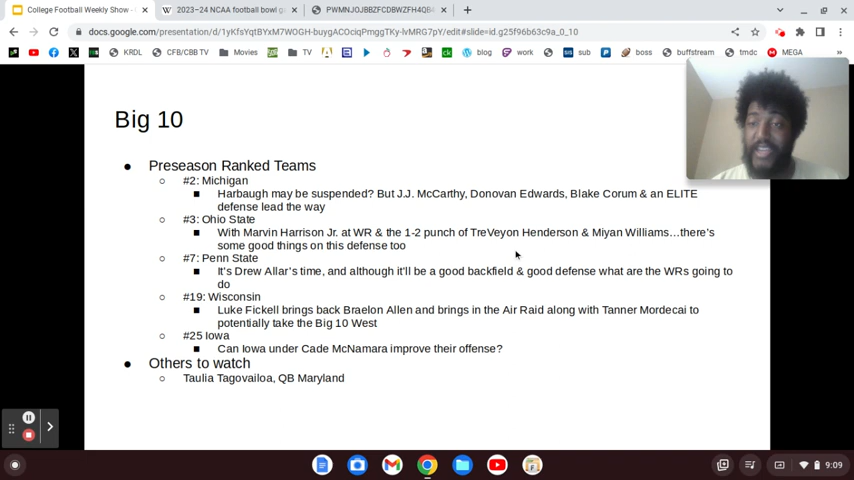 College Football Weekly Show -
2023–24 NCAA football bowl ga
PWMNJOJBBZFCDBWZFH4QB
docs.google.com/presentation/d/1yKfsYqtBYxM7WOGH-buygACOciqPmggTKy-lvMRG7pY/edit#slide=id.g25f96b63c9a_0_10
KRDL
CFB/CBB TV
Movies
TV
sub
blog
work
boss
buffstream
tmdc
MEGA
Big 10
Preseason Ranked Teams
#2: Michigan
Harbaugh may be suspended? But J.J. McCarthy, Donovan Edwards, Blake Corum & an ELITE
defense lead the way
#3: Ohio State
With Marvin Harrison Jr. at WR & the 1-2 punch of TreVeyon Henderson & Miyan Williams…there's
some good things on this defense too
#7: Penn State
It's Drew Allar's time, and although it'll be a good backfield & good defense what are the WRs going to
do
#19: Wisconsin
Luke Fickell brings back Braelon Allen and brings in the Air Raid along with Tanner Mordecai to
potentially take the Big 10 West
#25 Iowa
Can Iowa under Cade McNamara improve their offense?
Others to watch
Taulia Tagovailoa, QB Maryland
9:09